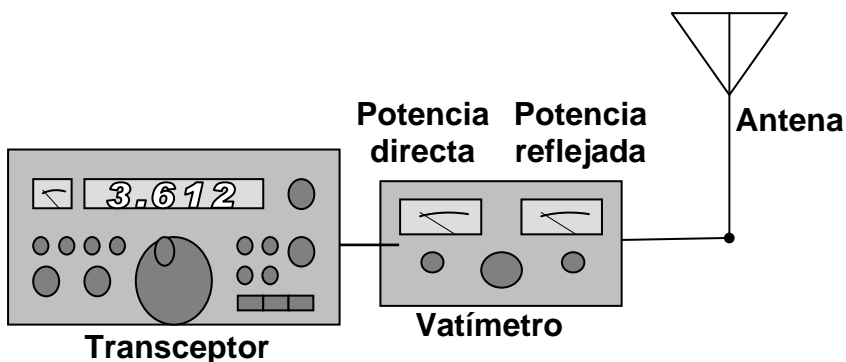 Potencia Potencia
directa reflejada
Antena
3.612
Vatímetro
Transceptor